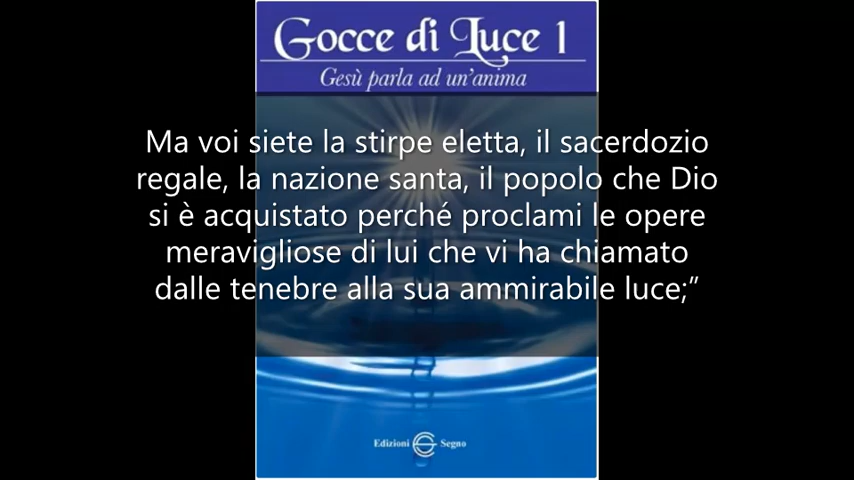 Gocce di Luce 1
Gesù parla ad un'anima
Ma voi siete la stirpe eletta, il sacerdozio
regale, la nazione santa, il popolo che Dio
si è acquistato perché proclami le opere
meravigliose di lui che vi ha chiamato
dalle tenebre alla sua ammirabile luce;”
Edizioni Segno